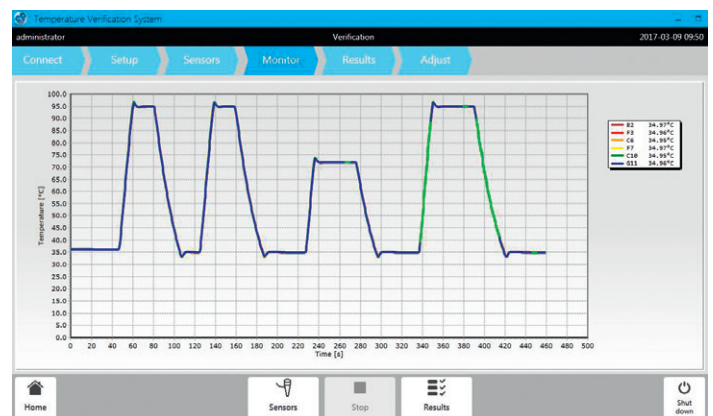 Temperature Verification System
administrator Verification 2017-03-09 09:50
Connect Setup Sensors Monitor Results Adjust
100.0
95.0
90.0
85.0
80.0
75.0
70.0
65.0
60.0
55.0
50.0
45.0
40.0
35.0
30.0
25.0
20.0
15.0
10.0
5.0
0.0
Temperature [°C]
0 20 40 60 80 100 120 140 160 180 200 220 240 260 280 300 320 340 360 380 400 420 440 460 480 500
Time [s]
B2 34.97°C
F3 34.96°C
C6 34.95°C
F7 34.97°C
C10 34.95°C
G11 34.96°C
Home
Sensors
Stop
Results
Shut
down